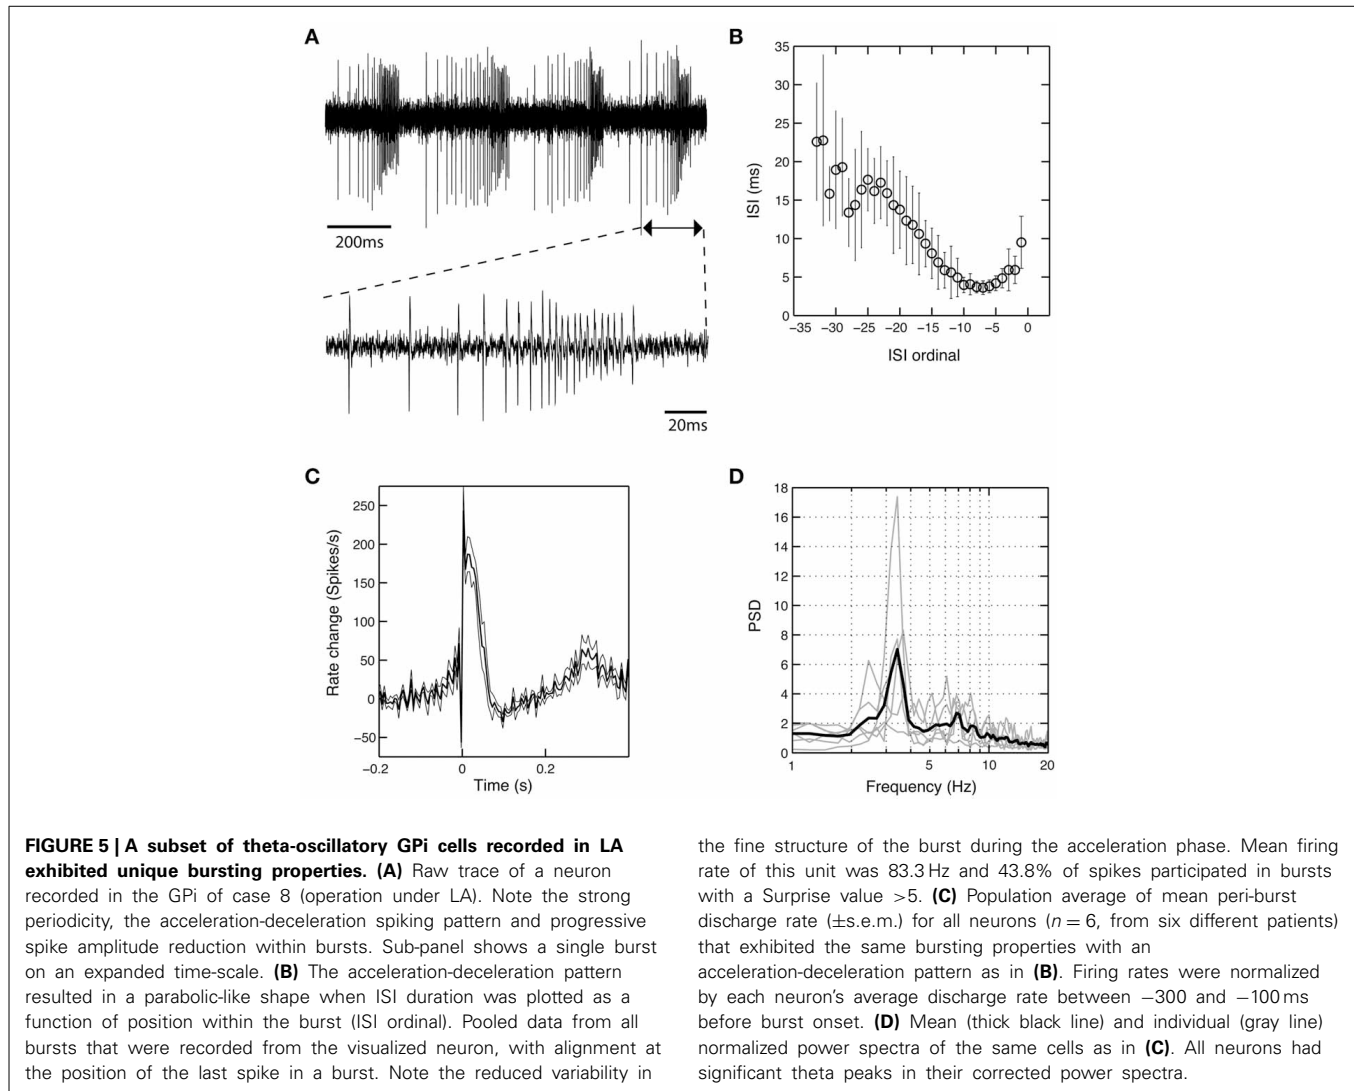 A
200ms
20ms
B
35
30
25
20
15
10
5
0
ISI (ms)
−35 −30 −25 −20 −15 −10 −5 0
ISI ordinal
C
250
200
150
100
50
0
−50
Rate change (Spikes/s)
−0.2 0 0.2
Time (s)
D
18
16
14
12
10
8
6
4
2
0
PSD
1 5 10 20
Frequency (Hz)
FIGURE 5 | A subset of theta-oscillatory GPi cells recorded in LA
exhibited unique bursting properties. (A) Raw trace of a neuron
recorded in the GPi of case 8 (operation under LA). Note the strong
periodicity, the acceleration-deceleration spiking pattern and progressive
spike amplitude reduction within bursts. Sub-panel shows a single burst
on an expanded time-scale. (B) The acceleration-deceleration pattern
resulted in a parabolic-like shape when ISI duration was plotted as a
function of position within the burst (ISI ordinal). Pooled data from all
bursts that were recorded from the visualized neuron, with alignment at
the position of the last spike in a burst. Note the reduced variability in
the fine structure of the burst during the acceleration phase. Mean firing
rate of this unit was 83.3 Hz and 43.8% of spikes participated in bursts
with a Surprise value >5. (C) Population average of mean peri-burst
discharge rate (±s.e.m.) for all neurons (n = 6, from six different patients)
that exhibited the same bursting properties with an
acceleration-deceleration pattern as in (B). Firing rates were normalized
by each neuron's average discharge rate between −300 and −100 ms
before burst onset. (D) Mean (thick black line) and individual (gray line)
normalized power spectra of the same cells as in (C). All neurons had
significant theta peaks in their corrected power spectra.